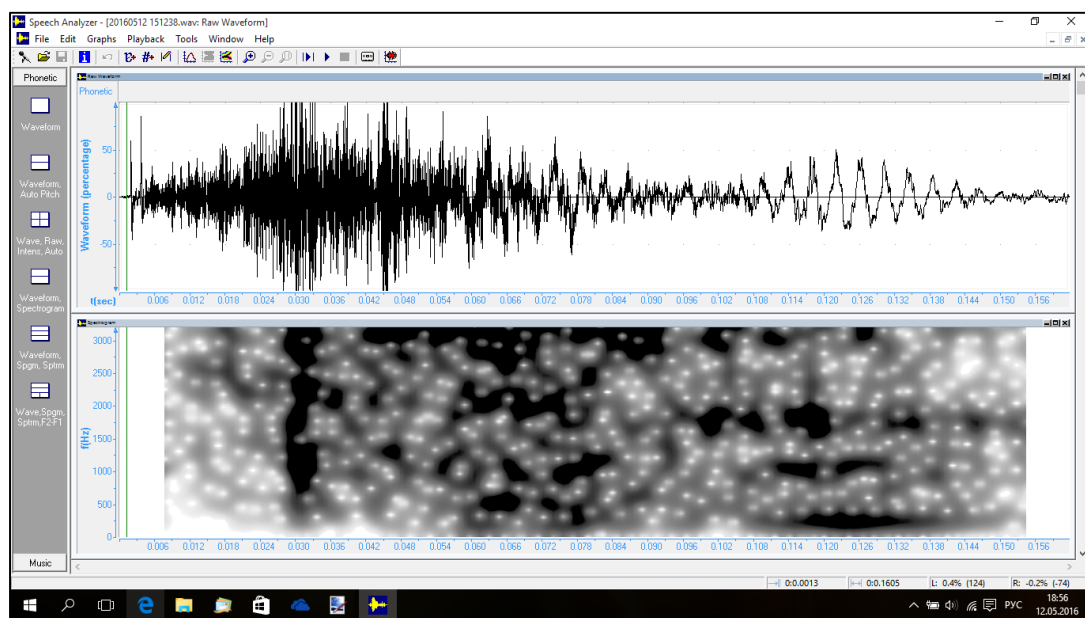 Speech Analyzer - [20160512 151238.wav: Raw Waveform]
File Edit Graphs Playback Tools Window Help
Phonetic
Waveform
Waveform,
Auto Pitch
Wave, Raw,
Intens, Auto
Waveform,
Spectrogram
Waveform,
Spgm, Sptrm
Wave,Spgm,
Sptrm,F2-F1
Music
Raw Waveform
Phonetic
Waveform (percentage)
50
0
-50
t(sec) 0.006 0.012 0.018 0.024 0.030 0.036 0.042 0.048 0.054 0.060 0.066 0.072 0.078 0.084 0.090 0.096 0.102 0.108 0.114 0.120 0.126 0.132 0.138 0.144 0.150 0.156
Spectrogram
f(Hz)
3000
2500
2000
1500
1000
500
0
0.006 0.012 0.018 0.024 0.030 0.036 0.042 0.048 0.054 0.060 0.066 0.072 0.078 0.084 0.090 0.096 0.102 0.108 0.114 0.120 0.126 0.132 0.138 0.144 0.150 0.156
0:0.0013 0:0.1605 L: 0.4% (124) R: -0.2% (-74)
РУС
18:56
12.05.2016